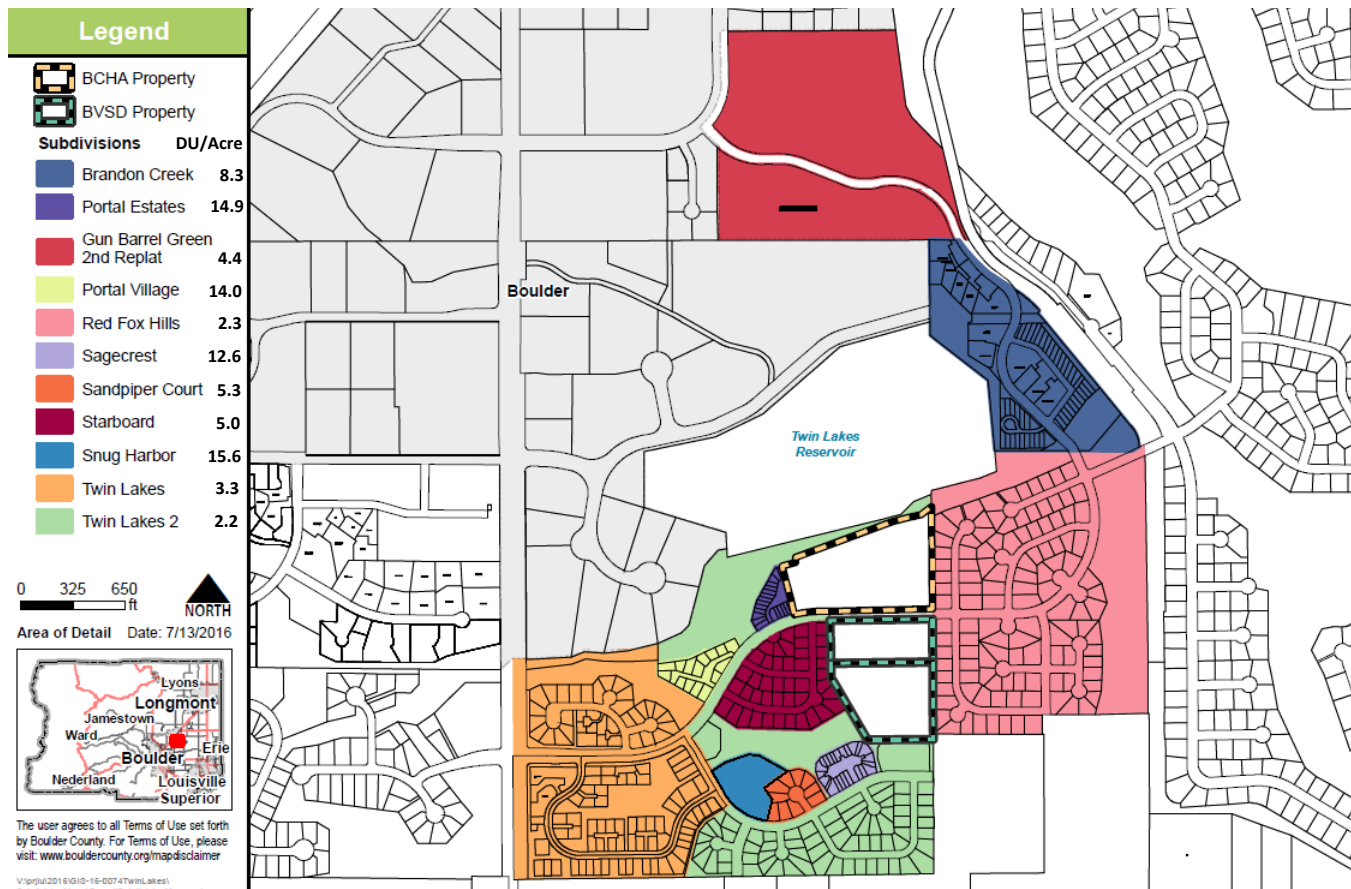 Legend
BCHA Property
BVSD Property
Subdivisions DU/Acre
Brandon Creek 8.3
Portal Estates 14.9
Gun Barrel Green
2nd Replat 4.4
Portal Village 14.0
Red Fox Hills 2.3
Sagecrest 12.6
Sandpiper Court 5.3
Starboard 5.0
Snug Harbor 15.6
Twin Lakes 3.3
Twin Lakes 2 2.2
0 325 650
ft
NORTH
Area of Detail Date: 7/13/2016
Lyons
Longmont
Jamestown
Ward
Boulder
Erie
Nederland
Louisville
Superior
The user agrees to all Terms of Use set forth
by Boulder County. For Terms of Use, please
visit: www.bouldercounty.org/mapdisclaimer
Boulder
Twin Lakes
Reservoir